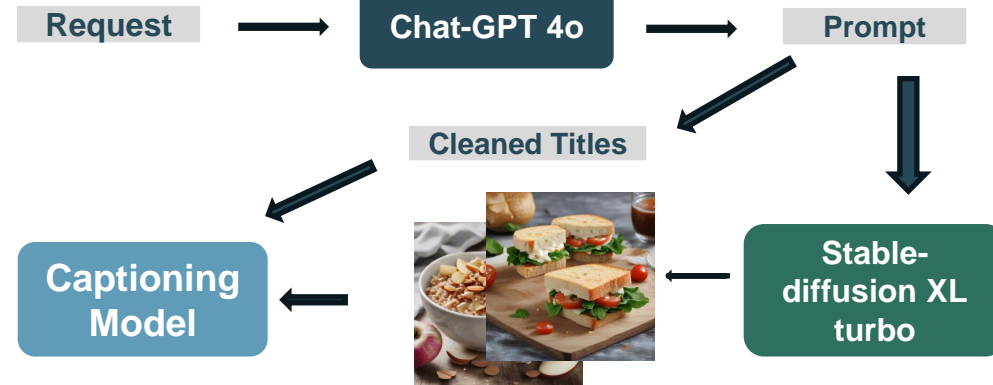 Request
Chat-GPT 4o
Prompt
Cleaned Titles
Captioning
Model
Stable-
diffusion XL
turbo